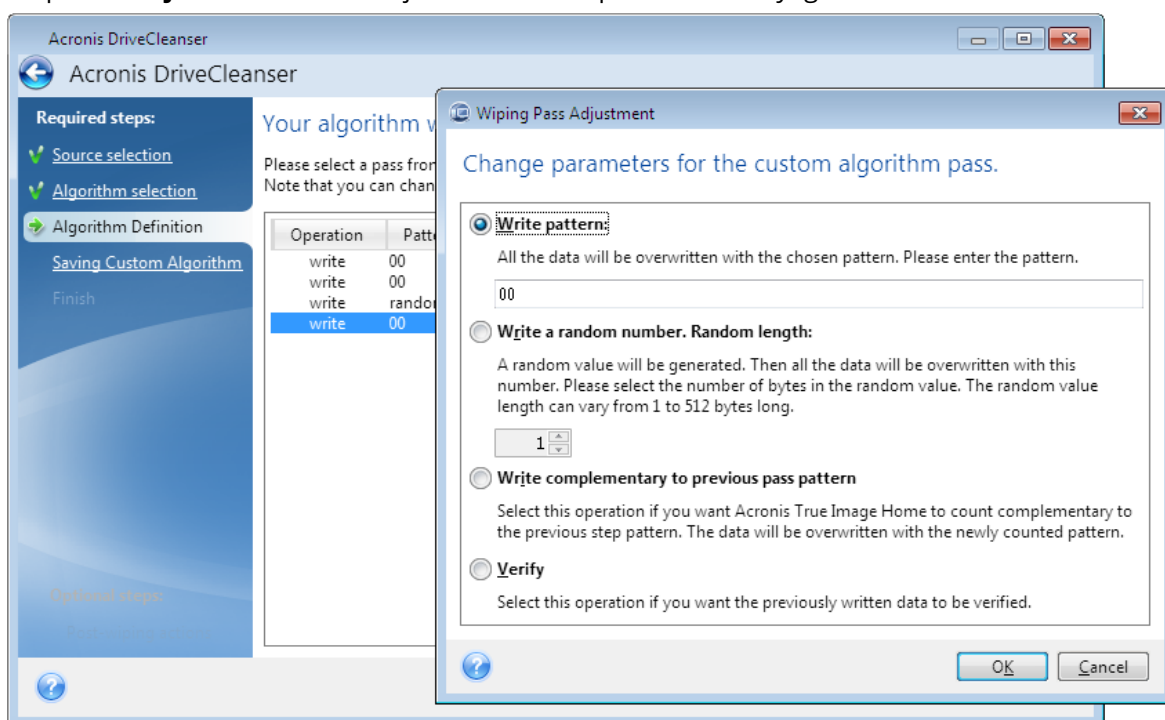 Acronis DriveCleanser
Acronis DriveCleanser
Required steps:
Source selection
Algorithm selection
Algorithm Definition
Saving Custom Algorithm
Finish
Optional steps:
Your algorithm
Please select a pass
Note that you can
Operation
write 00
write 00
write
write 00
Wiping Pass Adjustment
Change parameters for the custom algorithm pass.
Write pattern:
All the data will be overwritten with the chosen pattern. Please enter the pattern.
00
Write a random number. Random length:
A random value will be generated. Then all the data will be overwritten with this
number. Please select the number of bytes in the random value. The random value
length can vary from 1 to 512 bytes long.
1
Write complementary to previous pass pattern
Select this operation if you want Acronis True Image Home to count complementary to
the previous step pattern. The data will be overwritten with the newly counted pattern.
Verify
Select this operation if you want the previously written data to be verified.
OK
Cancel